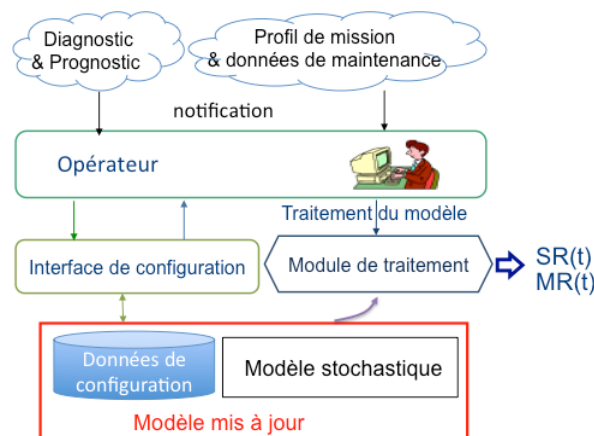 Diagnostic
& Prognostic
Profil de mission
& données de maintenance
notification
Opérateur
Traitement du modèle
Interface de configuration
Module de traitement
SR(t)
MR(t)
Données de
configuration
Modèle stochastique
Modèle mis à jour